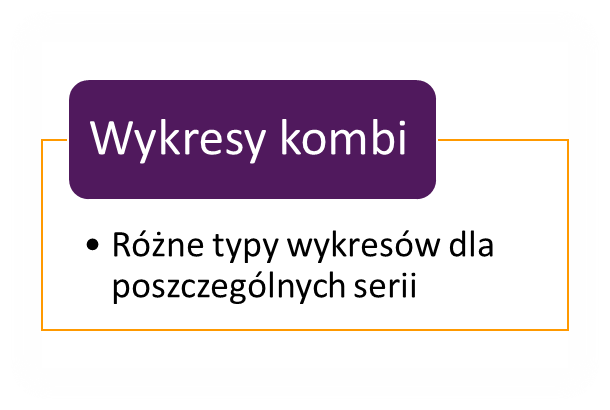 Wykresy kombi
• Różne typy wykresów dla
poszczególnych serii